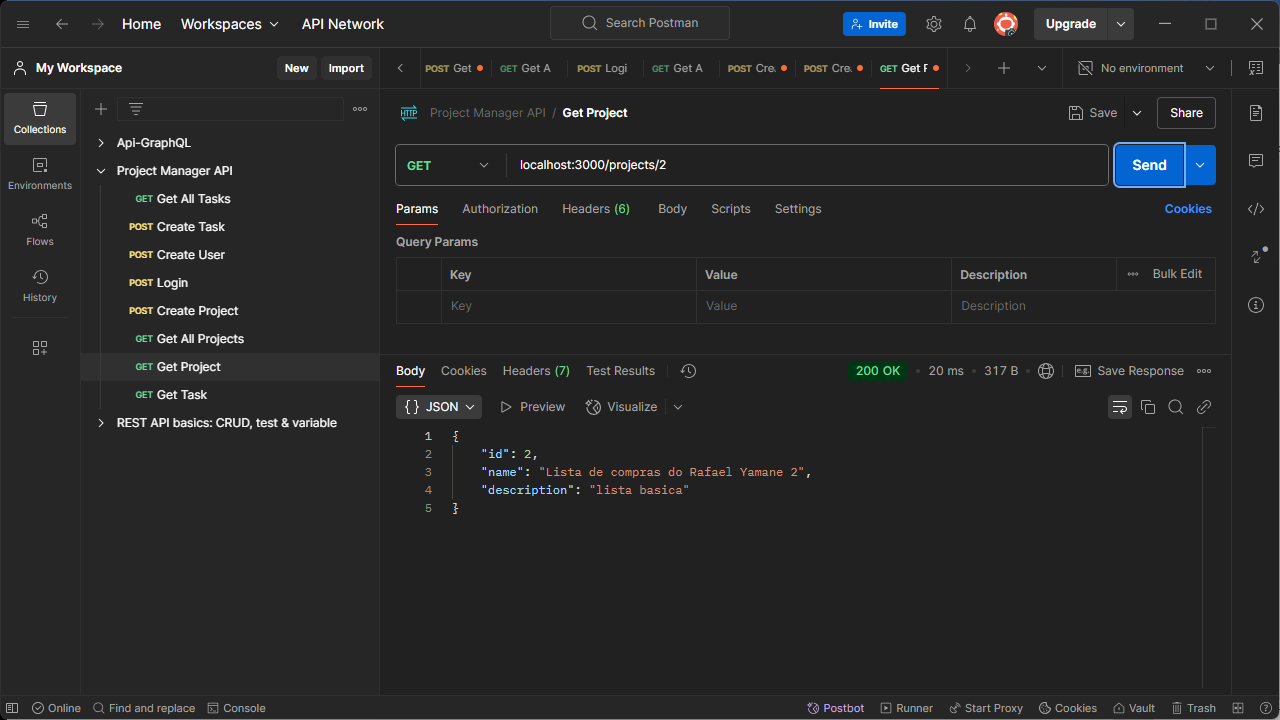 Home Workspaces API Network Search Postman Invite Upgrade
My Workspace New Import POST Get GET Get A POST Logi GET Get A POST Cre POST Cre GET Get F No environment
Collections
Environments
Flows
History
Api-GraphQL
Project Manager API
GET Get All Tasks
POST Create Task
POST Create User
POST Login
POST Create Project
GET Get All Projects
GET Get Project
GET Get Task
REST API basics: CRUD, test & variable
HTTP Project Manager API / Get Project Save Share
GET localhost:3000/projects/2 Send
Params Authorization Headers (6) Body Scripts Settings Cookies
Query Params
Key Value Description Bulk Edit
Key Value Description
Body Cookies Headers (7) Test Results 200 OK 20 ms 317 B e.g. Save Response
{} JSON Preview Visualize
1 {
2 "id": 2,
3 "name": "Lista de compras do Rafael Yamane 2",
4 "description": "lista basica"
5 }
Online Find and replace Console Postbot Runner Start Proxy Cookies Vault Trash